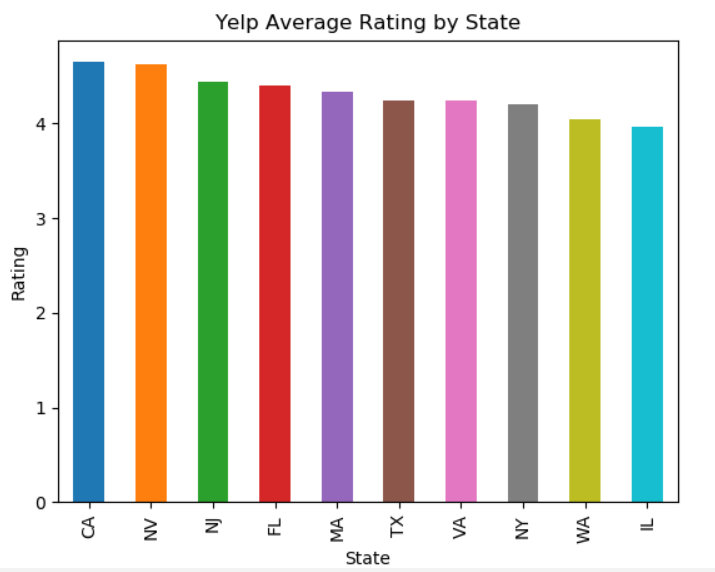 Yelp Average Rating by State
4
3
2
1
0
Rating
CA NV NJ FL MA TX VA NY WA IL
State